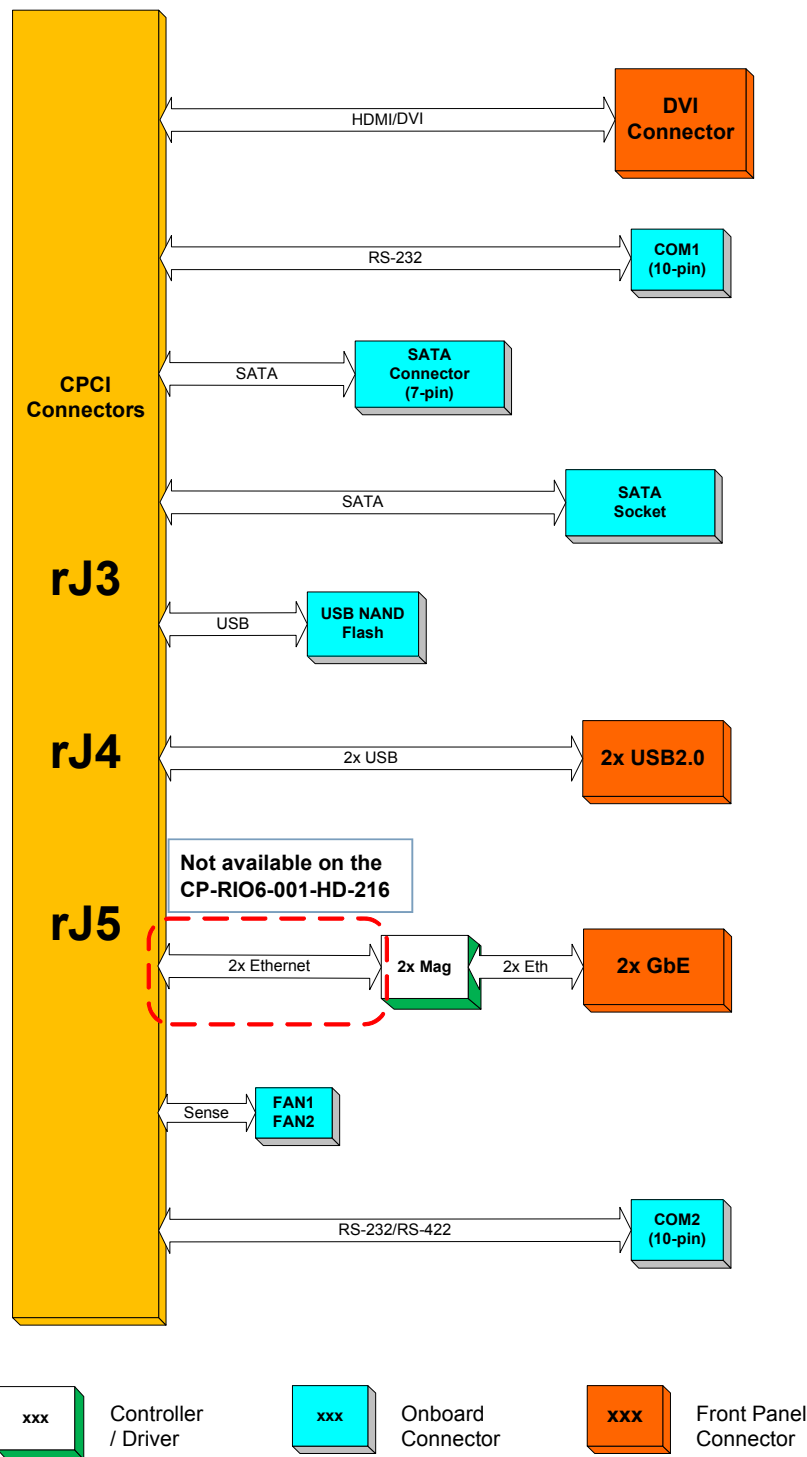 DVI
Connector
HDMI/DVI
COM1
(10-pin)
RS-232
SATA
Connector
(7-pin)
SATA
CPCI
Connectors
SATA
Socket
SATA
rJ3
USB NAND
Flash
USB
rJ4
2x USB
2x USB2.0
Not available on the
CP-RIO6-001-HD-216
rJ5
2x Ethernet
2x Mag
2x Eth
2x GbE
Sense
FAN1
FAN2
RS-232/RS-422
COM2
(10-pin)
xxx
Controller
/ Driver
xxx
Onboard
Connector
xxx
Front Panel
Connector